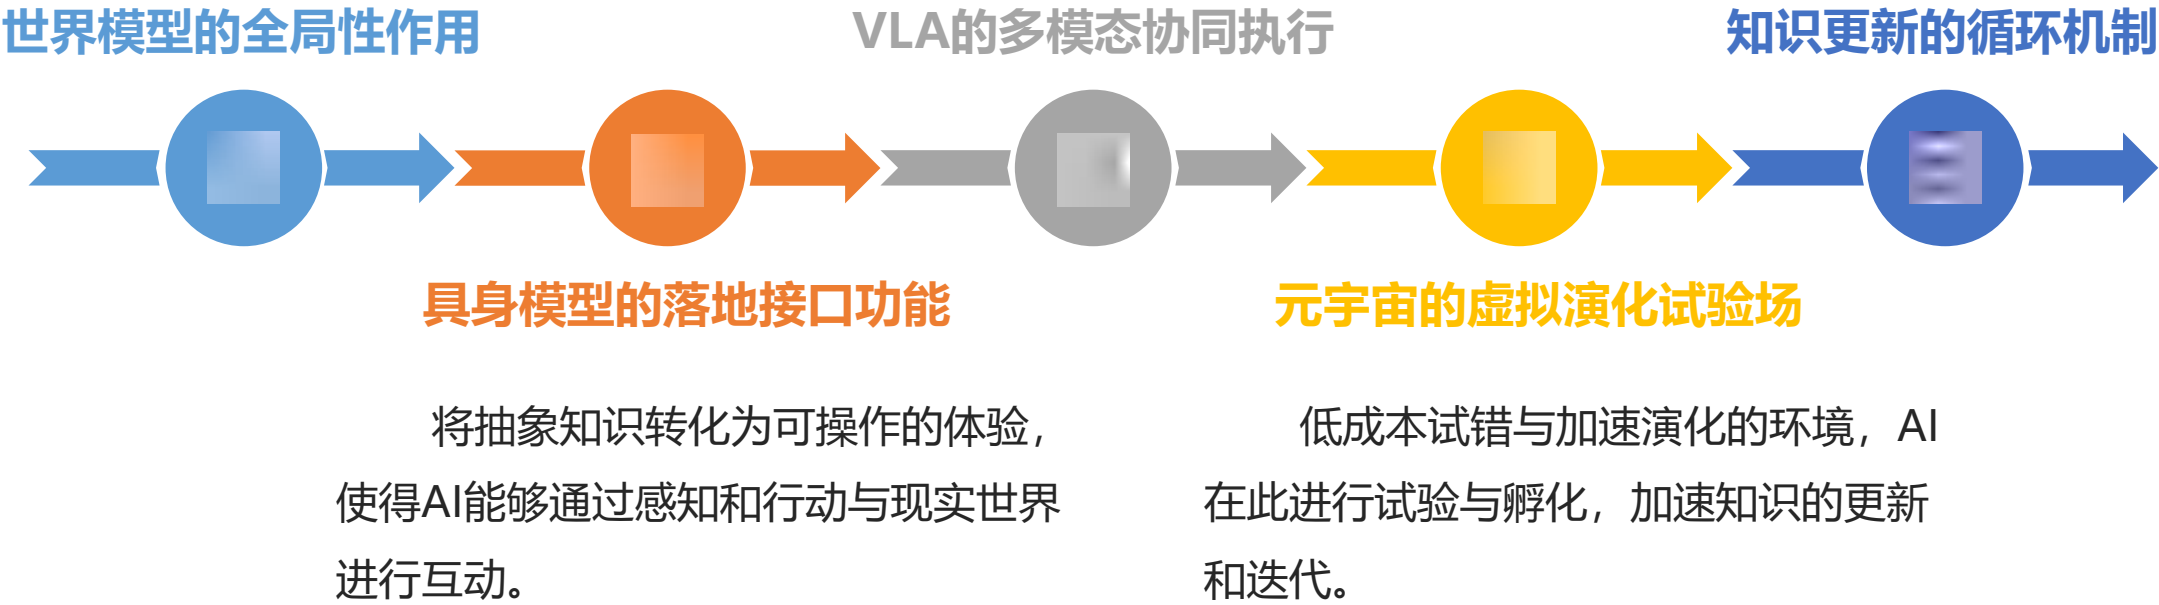 世界模型的全局性作用
VLA的多模态协同执行
知识更新的循环机制
具身模型的落地接口功能
元宇宙的虚拟演化试验场
将抽象知识转化为可操作的体验，
使得AI能够通过感知和行动与现实世界
进行互动。
低成本试错与加速演化的环境，AI
在此进行试验与孵化，加速知识的更新
和迭代。